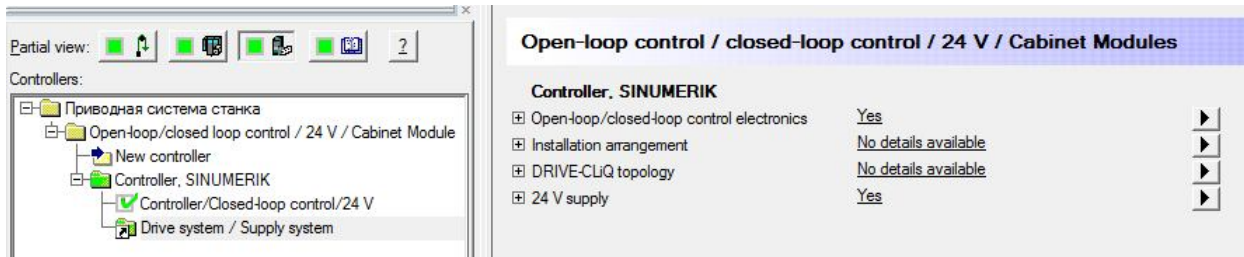 Partial view:
?
Controllers:
Приводная система станка
Open-loop/closed loop control / 24 V / Cabinet Module
New controller
Controller, SINUMERIK
Controller/Closed-loop control/24 V
Drive system / Supply system
Open-loop control / closed-loop control / 24 V / Cabinet Modules
Controller, SINUMERIK
Open-loop/closed-loop control electronics Yes
Installation arrangement No details available
DRIVE-CLiQ topology No details available
24 V supply Yes